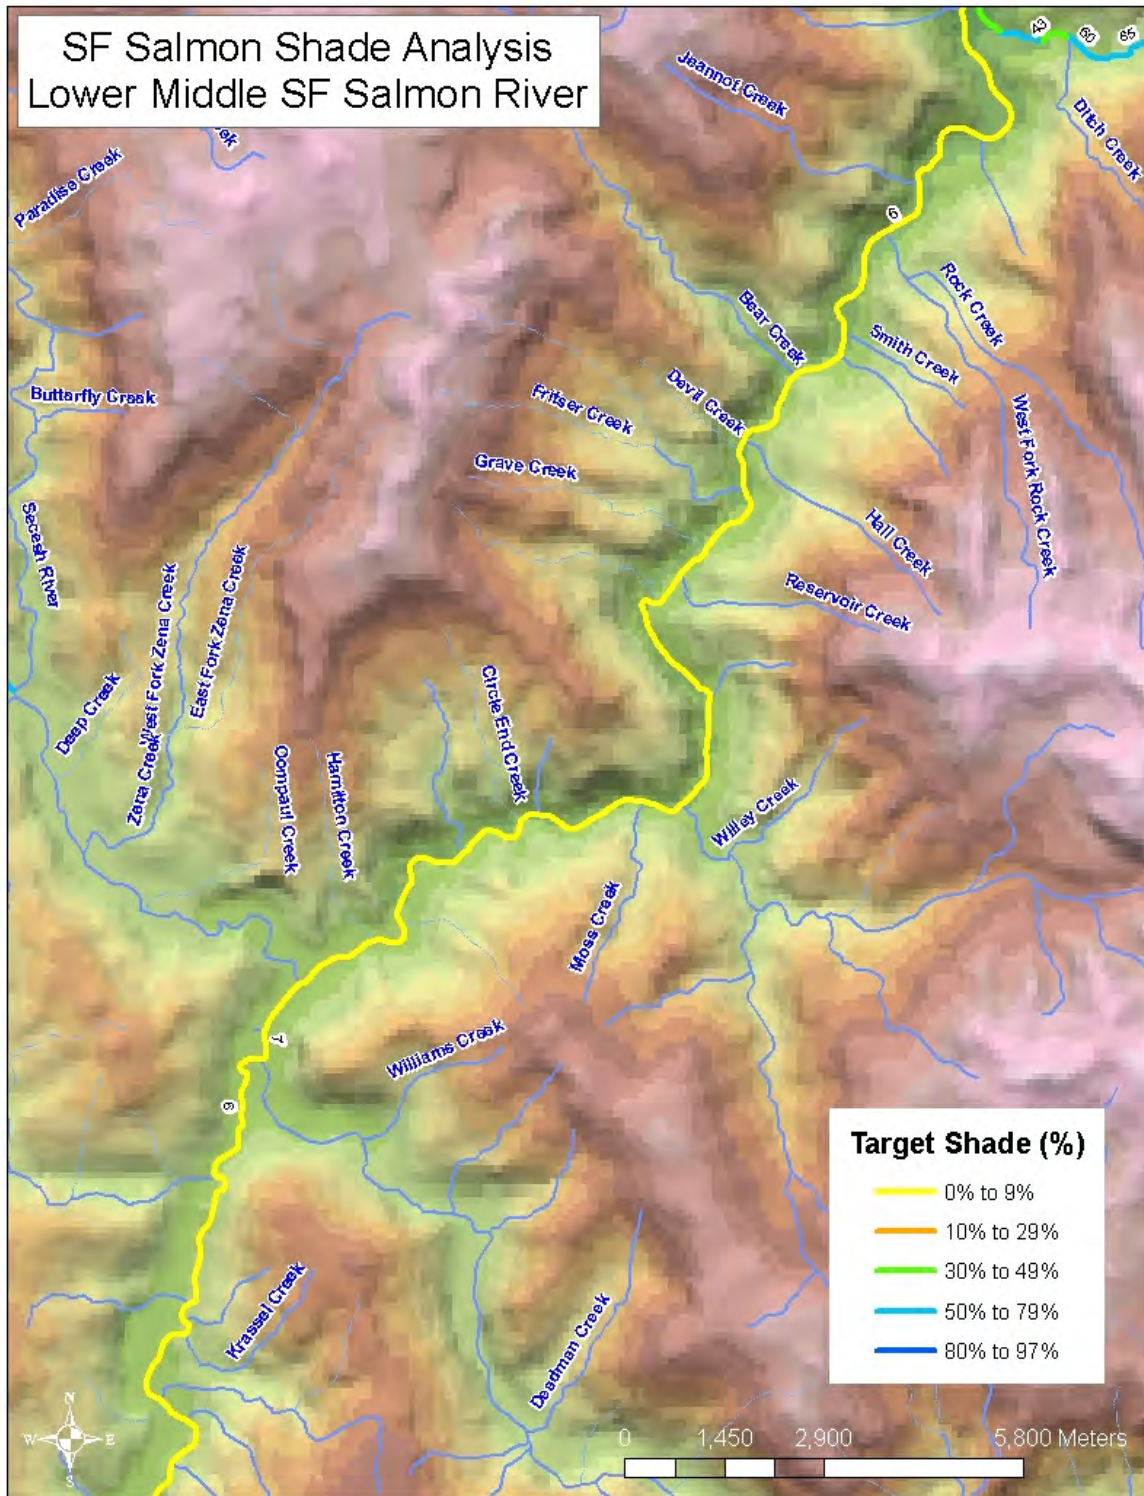 SF Salmon Shade Analysis
Lower Middle SF Salmon River
43
60
65
Jeannot Creek
Ditch Creek
Paradise Creek
6
Rock Creek
Bear Creek
Smith Creek
Butterfly Creek
Devil Creek
Fritser Creek
West Fork Rock Creek
Grave Creek
Secesh River
Hall Creek
West Fork Zena Creek
East Fork Zena Creek
Reservoir Creek
Deep Creek
Circle End Creek
Zena Creek
Oompaul Creek
Hamilton Creek
Willey Creek
Moss Creek
7
Williams Creek
6
Krassel Creek
Deadman Creek
Target Shade (%)
0% to 9%
10% to 29%
30% to 49%
50% to 79%
80% to 97%
N
W E
S
0 1,450 2,900 5,800 Meters